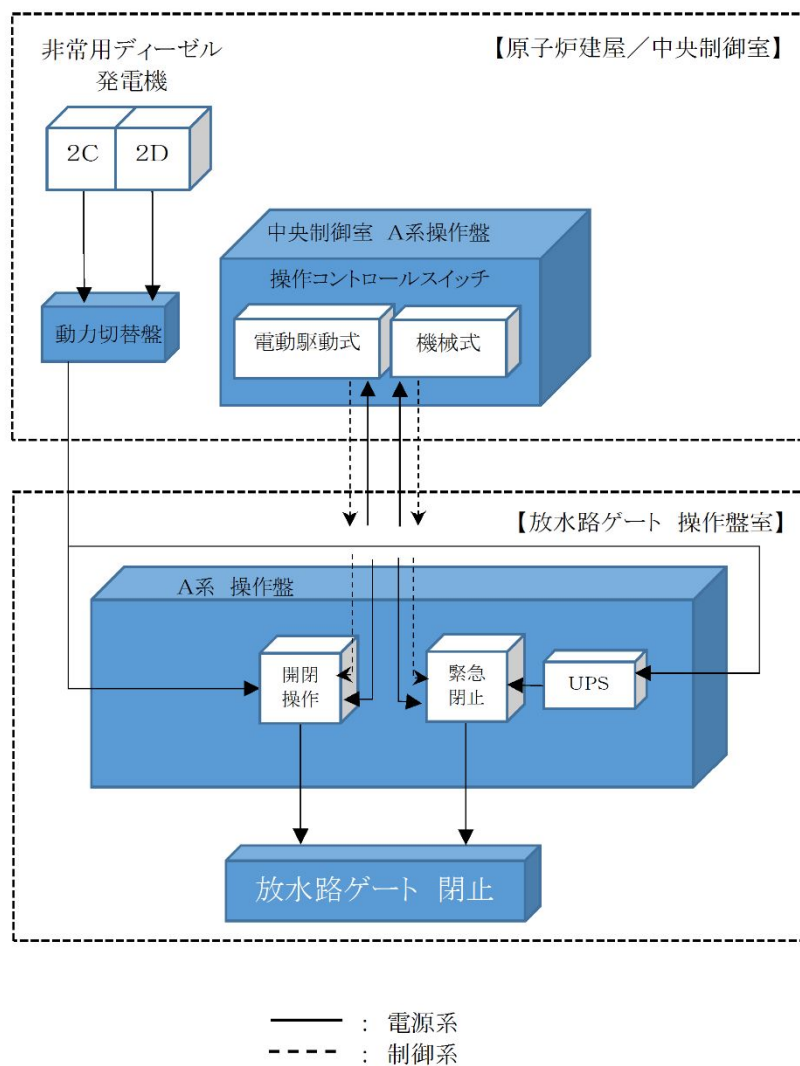 【原子炉建屋／中央制御室】
非常用ディーゼル
発電機
2C
2D
中央制御室 A系操作盤
操作コントロールスイッチ
電動駆動式
機械式
動力切替盤
【放水路ゲート 操作盤室】
A系 操作盤
開閉
操作
緊急
閉止
UPS
放水路ゲート 閉止
： 電源系
： 制御系